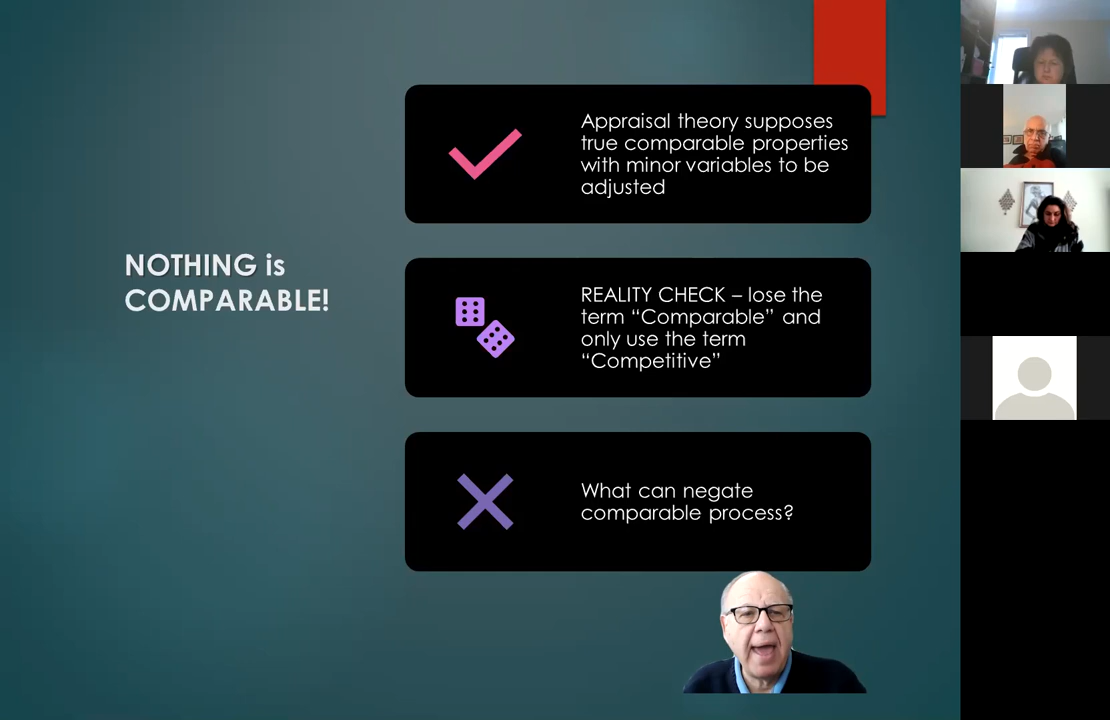 NOTHING is
COMPARABLE!
Appraisal theory supposes
true comparable properties
with minor variables to be
adjusted
REALITY CHECK – lose the
term “Comparable” and
only use the term
“Competitive”
What can negate
comparable process?